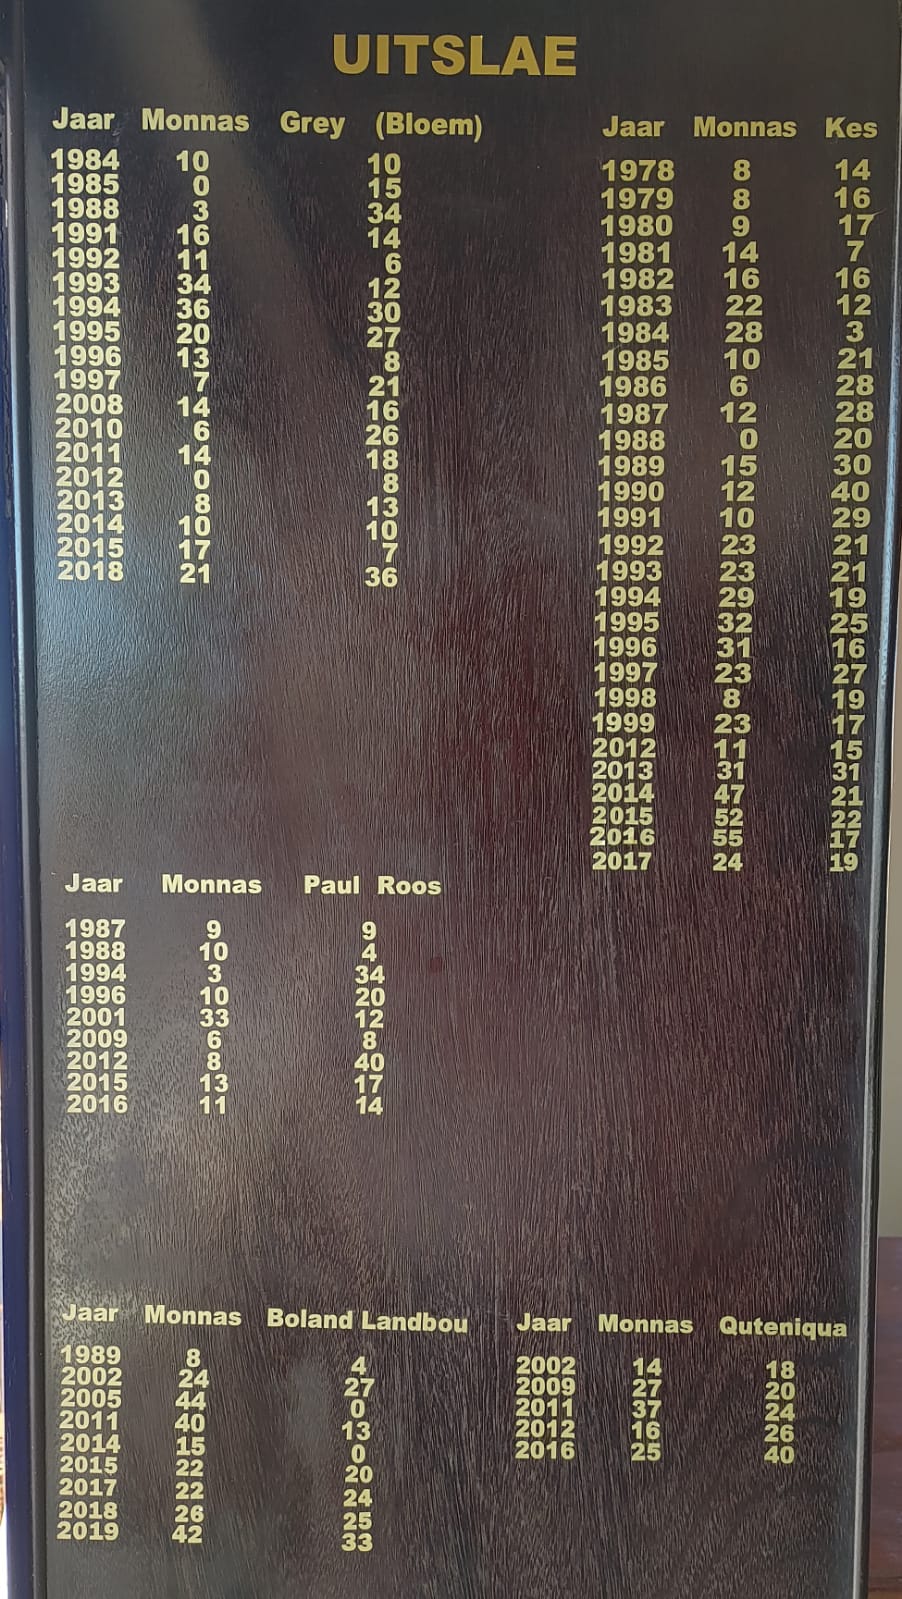 UITSLAE
Jaar Monnas Grey (Bloem)
1984 10 10
1985 0 15
1988 3 34
1991 16 14
1992 11 6
1993 34 12
1994 36 30
1995 20 27
1996 13 8
1997 7 21
2008 14 16
2010 6 26
2011 14 18
2012 0 8
2013 8 13
2014 10 10
2015 17 7
2018 21 36
Jaar Monnas Kes
1978 8 14
1979 8 16
1980 9 17
1981 14 7
1982 16 16
1983 22 12
1984 28 3
1985 10 21
1986 6 28
1987 12 28
1988 0 20
1989 15 30
1990 12 40
1991 10 29
1992 23 21
1993 23 21
1994 29 19
1995 32 25
1996 31 16
1997 23 27
1998 8 19
1999 23 17
2012 11 15
2013 31 31
2014 47 21
2015 52 22
2016 55 17
2017 24 19
Jaar Monnas Paul Roos
1987 9 9
1988 10 4
1994 3 34
1996 10 20
2001 33 12
2009 6 8
2012 8 40
2015 13 17
2016 11 14
Jaar Monnas Boland Landbou
1989 8 4
2002 24 27
2005 44 0
2011 40 13
2014 15 0
2015 22 20
2017 22 24
2018 26 25
2019 42 33
Jaar Monnas Quteniqua
2002 14 18
2009 27 20
2011 37 24
2012 16 26
2016 25 40